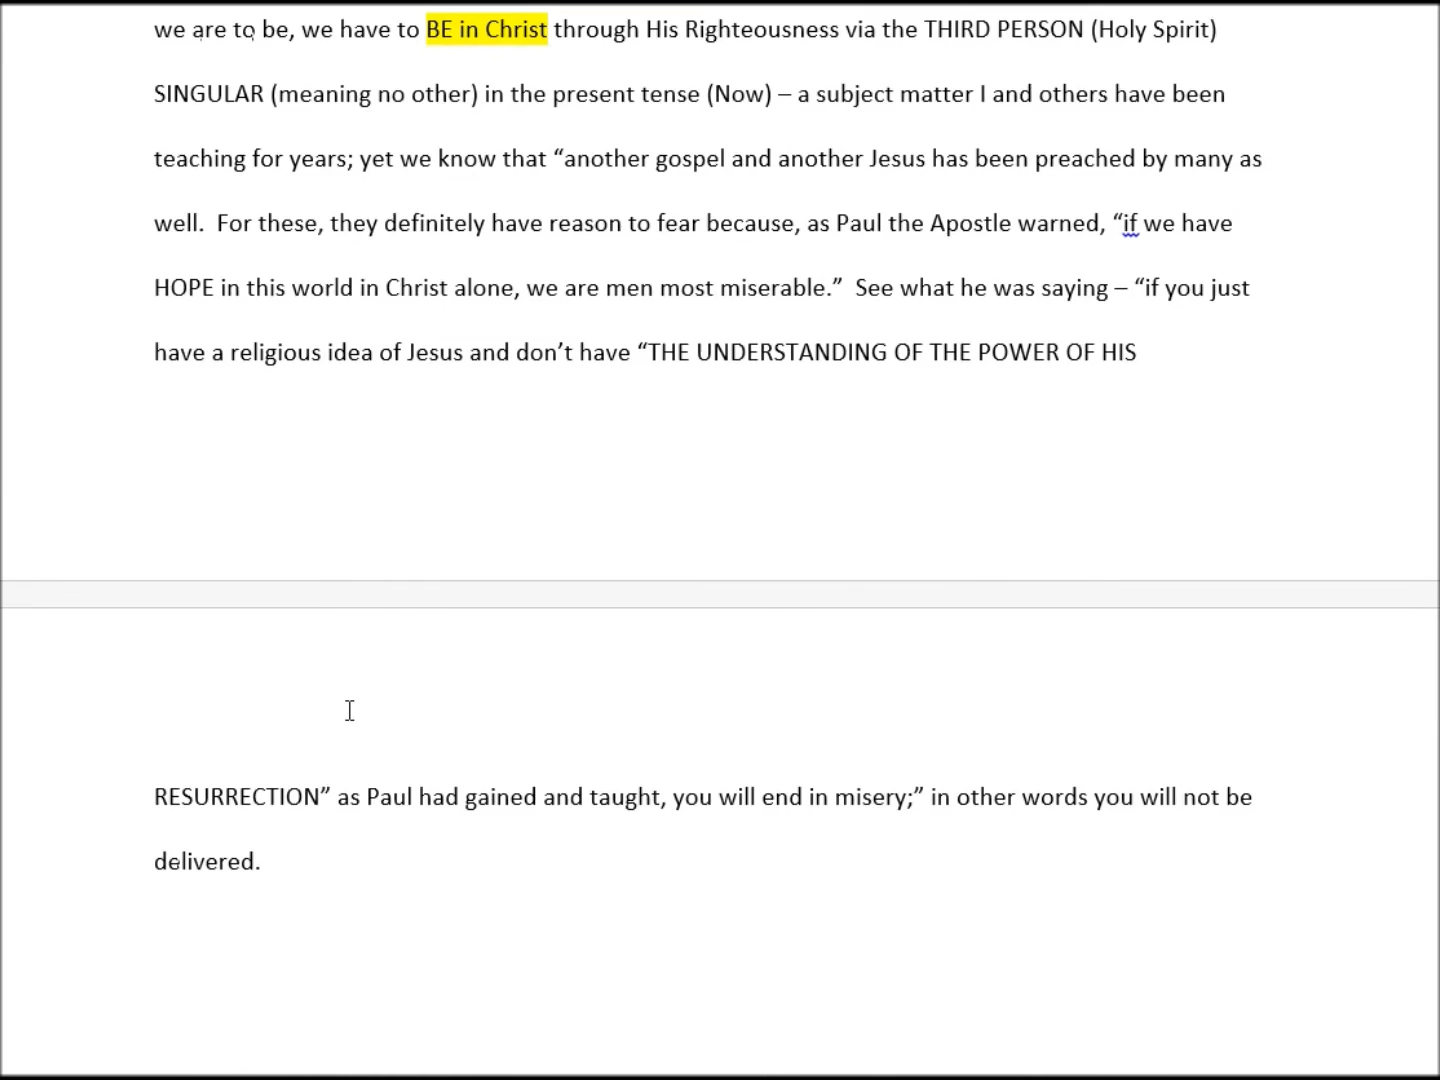 we are to be, we have to BE in Christ through His Righteousness via the THIRD PERSON (Holy Spirit)
SINGULAR (meaning no other) in the present tense (Now) – a subject matter I and others have been
teaching for years; yet we know that “another gospel and another Jesus has been preached by many as
well.  For these, they definitely have reason to fear because, as Paul the Apostle warned, “if we have
HOPE in this world in Christ alone, we are men most miserable.”  See what he was saying – “if you just
have a religious idea of Jesus and don’t have “THE UNDERSTANDING OF THE POWER OF HIS
RESURRECTION” as Paul had gained and taught, you will end in misery;” in other words you will not be
delivered.